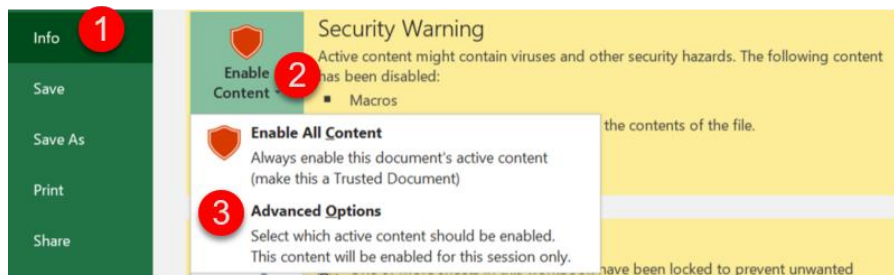 Info
1
Save
Save As
Print
Share
Enable
Content
2
Security Warning
Active content might contain viruses and other security hazards. The following content
has been disabled:
■ Macros
the contents of the file.
Enable All Content
Always enable this document's active content
(make this a Trusted Document)
3
Advanced Options
Select which active content should be enabled.
This content will be enabled for this session only.
have been locked to prevent unwanted